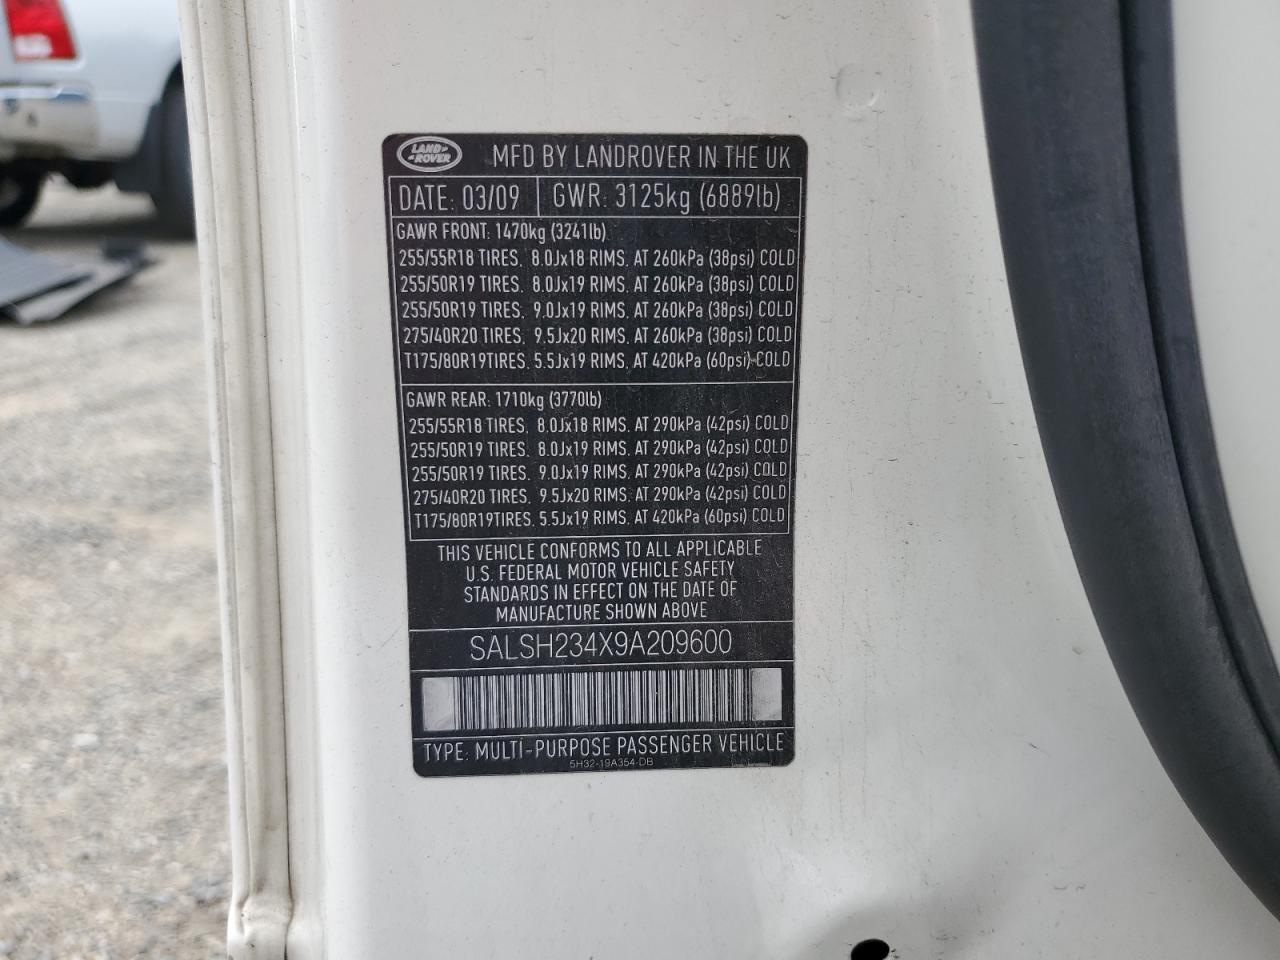 LAND-
-ROVER
MFD BY LANDROVER IN THE UK
DATE: 03/09 GWR: 3125kg (6889lb)
GAWR FRONT: 1470kg (3241lb)
255/55R18 TIRES, 8.0Jx18 RIMS, AT 260kPa (38psi) COLD
255/50R19 TIRES, 8.0Jx19 RIMS, AT 260kPa (38psi) COLD
255/50R19 TIRES, 9.0Jx19 RIMS, AT 260kPa (38psi) COLD
275/40R20 TIRES, 9.5Jx20 RIMS, AT 260kPa (38psi) COLD
T175/80R19TIRES, 5.5Jx19 RIMS, AT 420kPa (60psi) COLD
GAWR REAR: 1710kg (3770lb)
255/55R18 TIRES, 8.0Jx18 RIMS, AT 290kPa (42psi) COLD
255/50R19 TIRES, 8.0Jx19 RIMS, AT 290kPa (42psi) COLD
255/50R19 TIRES, 9.0Jx19 RIMS, AT 290kPa (42psi) COLD
275/40R20 TIRES, 9.5Jx20 RIMS, AT 290kPa (42psi) COLD
T175/80R19TIRES, 5.5Jx19 RIMS, AT 420kPa (60psi) COLD
THIS VEHICLE CONFORMS TO ALL APPLICABLE
U.S. FEDERAL MOTOR VEHICLE SAFETY
STANDARDS IN EFFECT ON THE DATE OF
MANUFACTURE SHOWN ABOVE
SALSH234X9A209600
TYPE: MULTI-PURPOSE PASSENGER VEHICLE
5H32-19A354-DB